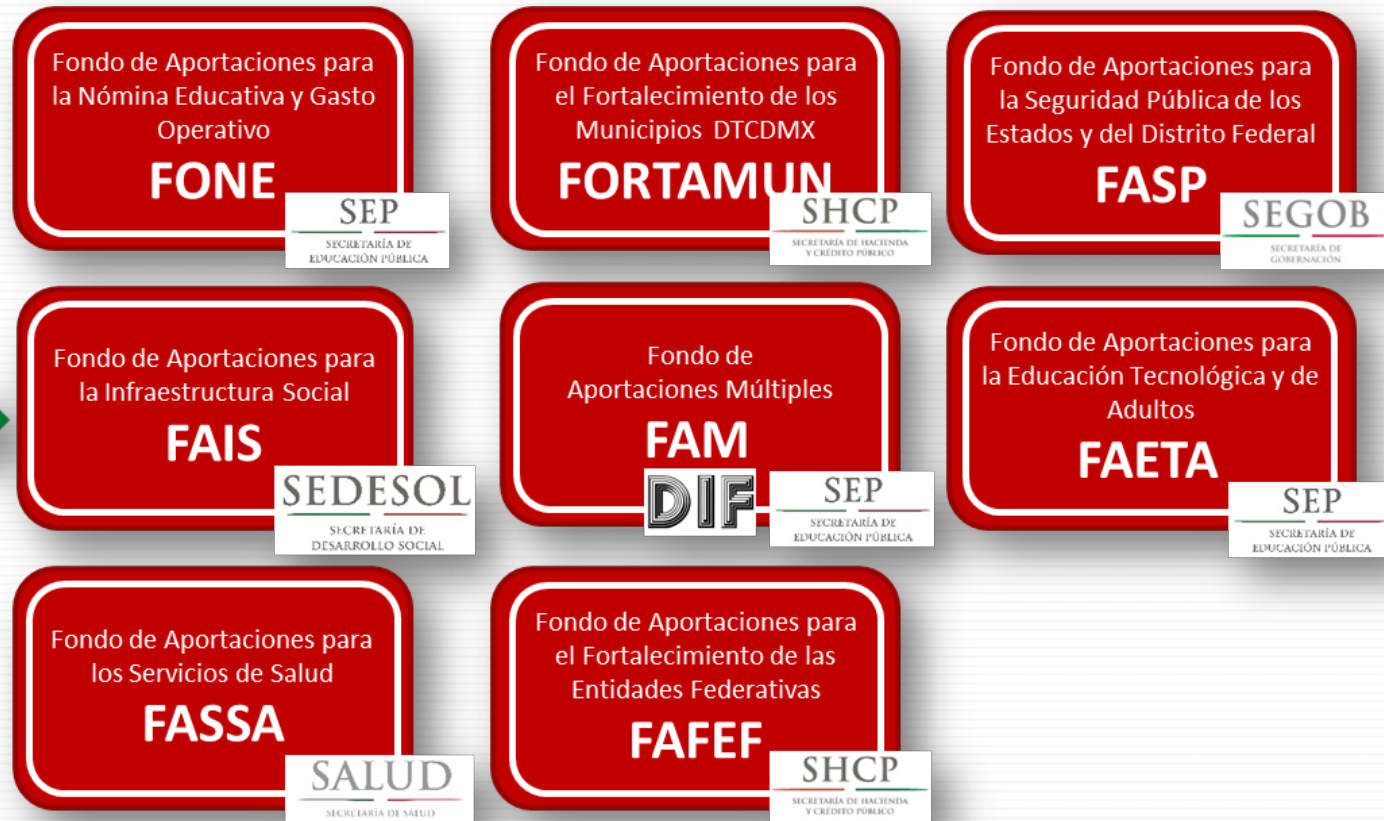 Fondo de Aportaciones para
la Nómina Educativa y Gasto
Operativo
FONE
SEP
SECRETARÍA DE
EDUCACIÓN PÚBLICA
Fondo de Aportaciones para
el Fortalecimiento de los
Municipios DTCDMX
FORTAMUN
SHCP
SECRETARÍA DE HACIENDA
Y CRÉDITO PÚBLICO
Fondo de Aportaciones para
la Seguridad Pública de los
Estados y del Distrito Federal
FASP
SEGOB
SECRETARÍA DE
GOBERNACIÓN
Fondo de Aportaciones para
la Infraestructura Social
FAIS
SEDESOL
SECRETARÍA DE
DESARROLLO SOCIAL
Fondo de
Aportaciones Múltiples
FAM
DIF
SEP
SECRETARÍA DE
EDUCACIÓN PÚBLICA
Fondo de Aportaciones para
la Educación Tecnológica y de
Adultos
FAETA
SEP
SECRETARÍA DE
EDUCACIÓN PÚBLICA
Fondo de Aportaciones para
los Servicios de Salud
FASSA
SALUD
SECRETARÍA DE SALUD
Fondo de Aportaciones para
el Fortalecimiento de las
Entidades Federativas
FAFEF
SHCP
SECRETARÍA DE HACIENDA
Y CRÉDITO PÚBLICO